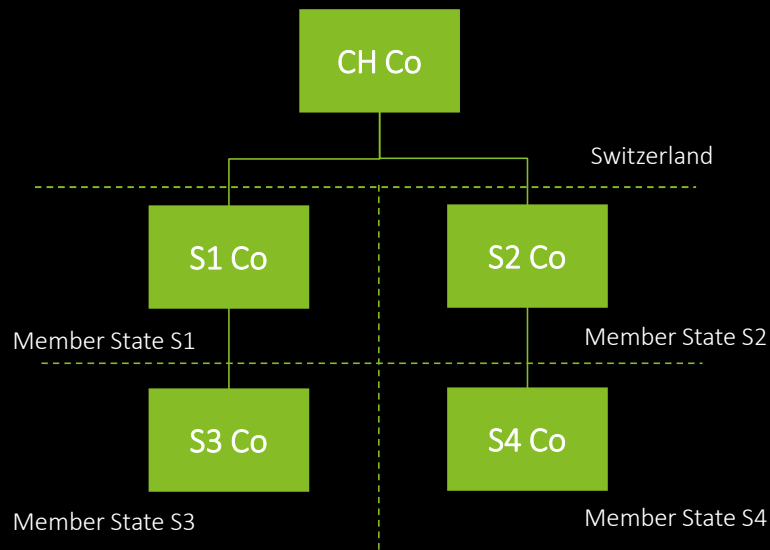 CH Co
Switzerland
S1 Co
S2 Co
Member State S1
Member State S2
S3 Co
S4 Co
Member State S3
Member State S4